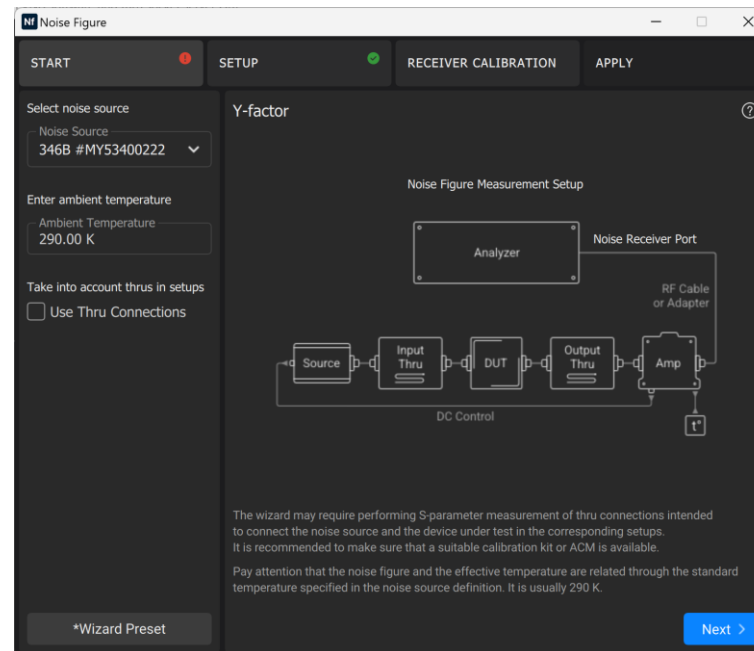 Nf Noise Figure
START
SETUP
RECEIVER CALIBRATION
APPLY
Select noise source
Noise Source
346B #MY53400222
Enter ambient temperature
Ambient Temperature
290.00 K
Take into account thrus in setups
Use Thru Connections
*Wizard Preset
Y-factor
Noise Figure Measurement Setup
Analyzer
Noise Receiver Port
RF Cable
or Adapter
Source
Input
Thru
DUT
Output
Thru
Amp
DC Control
t°
The wizard may require performing S-parameter measurement of thru connections intended
to connect the noise source and the device under test in the corresponding setups.
It is recommended to make sure that a suitable calibration kit or ACM is available.
Pay attention that the noise figure and the effective temperature are related through the standard
temperature specified in the noise source definition. It is usually 290 K.
Next >